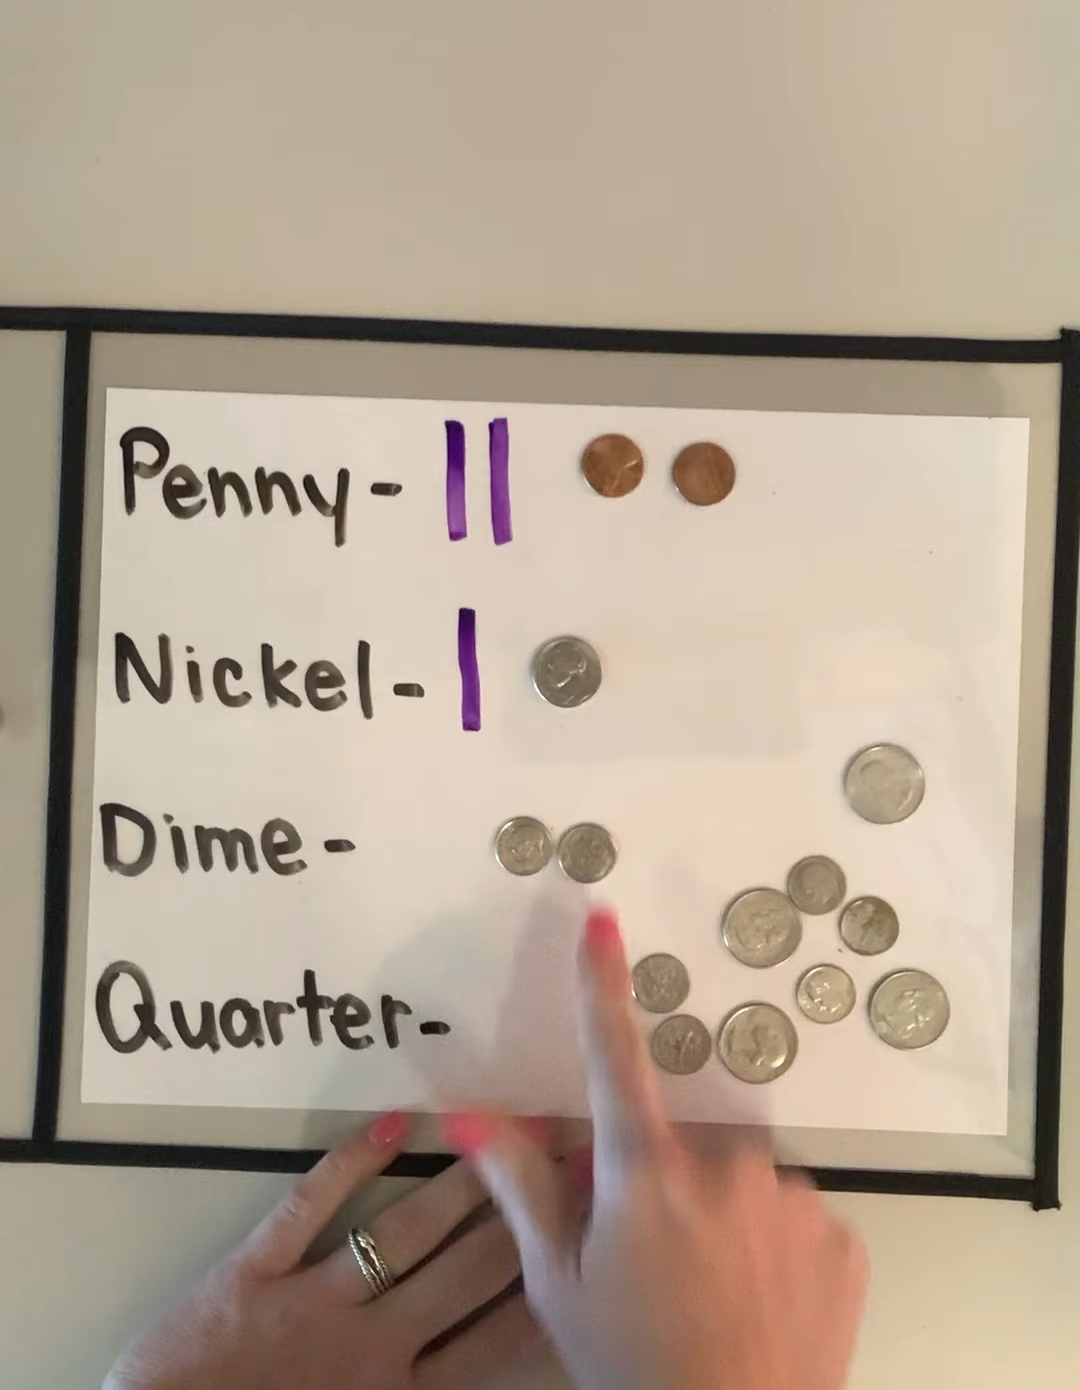 Penny- ||
Nickel- |
Dime-
Quarter-